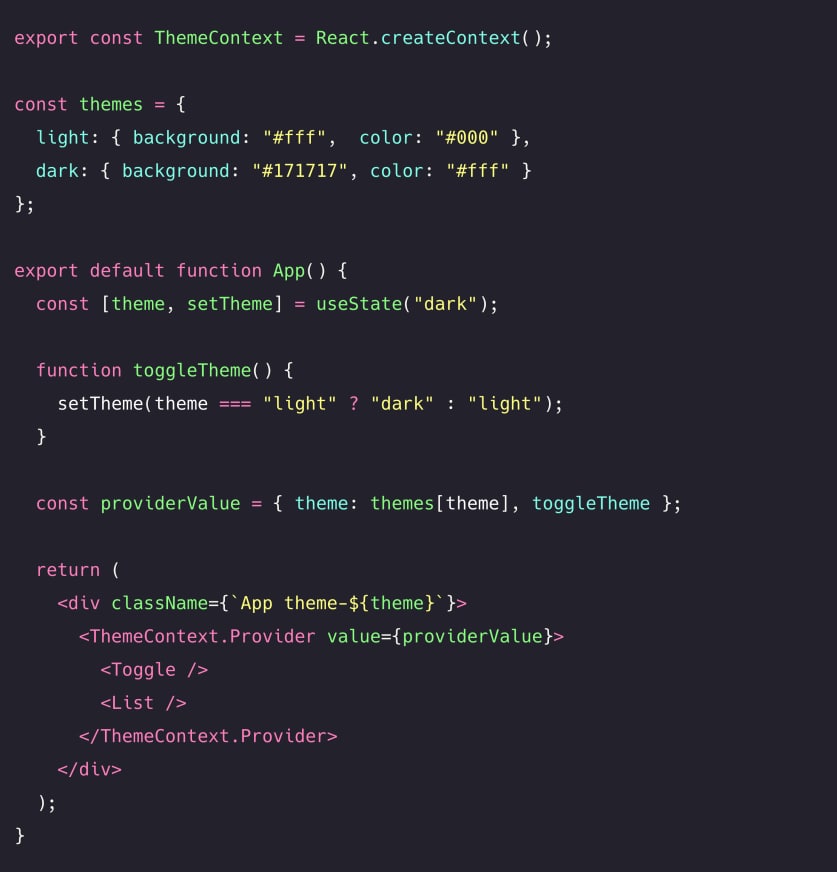 export const ThemeContext = React.createContext();
const themes = {
  light: { background: "#fff",  color: "#000" },
  dark: { background: "#171717", color: "#fff" }
};
export default function App() {
  const [theme, setTheme] = useState("dark");
  function toggleTheme() {
    setTheme(theme === "light" ? "dark" : "light");
  }
  const providerValue = { theme: themes[theme], toggleTheme };
  return (
    <div className={`App theme-${theme}`}>
      <ThemeContext.Provider value={providerValue}>
        <Toggle />
        <List />
      </ThemeContext.Provider>
    </div>
  );
}